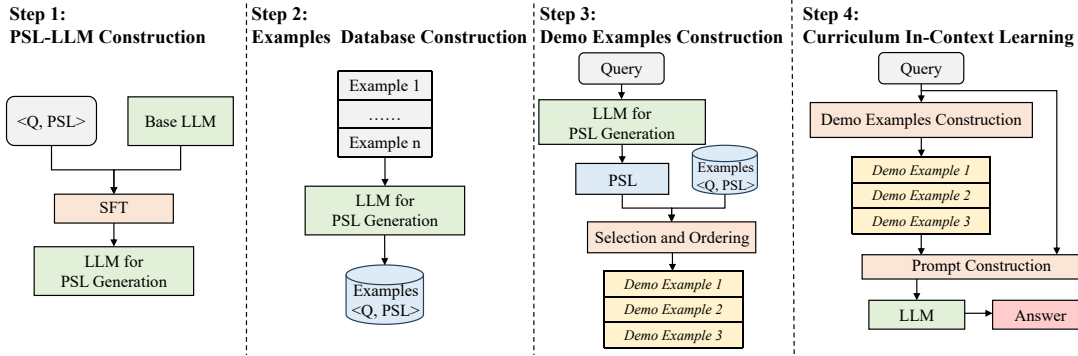 Step 1:
PSL-LLM Construction
<Q, PSL>
Base LLM
SFT
LLM for
PSL Generation
Step 2:
Examples Database Construction
Example 1
......
Example n
LLM for
PSL Generation
Examples
<Q, PSL>
Step 3:
Demo Examples Construction
Query
LLM for
PSL Generation
PSL
Examples
<Q, PSL>
Selection and Ordering
Demo Example 1
Demo Example 2
Demo Example 3
Step 4:
Curriculum In-Context Learning
Query
Demo Examples Construction
Demo Example 1
Demo Example 2
Demo Example 3
Prompt Construction
LLM
Answer